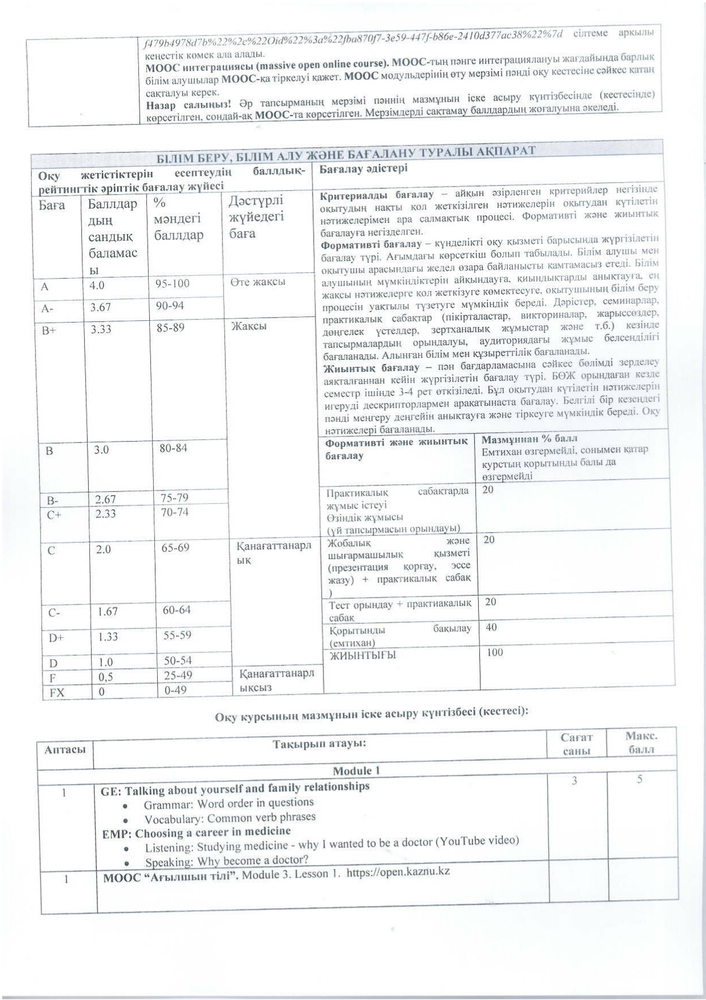 f479b4978d7b%22%2c%22Oid%22%3a%22fba870f7-3e59-447f-b86e-2410d377ac38%22%7d сілтеме арқылы
кеңестік көмек ала алады.
МООС интеграциясы (massive open online course). МООС-тың пәнге интеграциялануы жағдайында барлық
білім алушылар МООС-қа тіркелуі қажет. МООС модульдерінің өту мерзімі пәнді оқу кестесіне сәйкес қатаң
сақталуы керек.
Назар салыңыз! Әр тапсырманың мерзімі пәннің мазмұнын іске асыру күнтізбесінде (кестесінде)
көрсетілген, сондай-ақ МООС-та көрсетілген. Мерзімдерді сақтамау баллдардың жоғалуына әкеледі.
БІЛІМ БЕРУ, БІЛІМ АЛУ ЖӘНЕ БАҒАЛАНУ ТУРАЛЫ АҚПАРАТ
Оқу жетістіктерін есептеудің баллдық-
рейтингтік әріптік бағалау жүйесі
Бағалау әдістері
Баға
Баллдар
дың
сандық
баламас
ы
%
мәндегі
баллдар
Дәстүрлі
жүйедегі
баға
Критериалды бағалау – айқын әзірленген критерийлер негізінде
оқытудың нақты қол жеткізілген нәтижелерін оқытудан күтілетін
нәтижелерімен ара салмақтық процесі. Формативті және жиынтық
бағалауға негізделген.
Формативті бағалау – күнделікті оқу қызметі барысында жүргізілетін
бағалау түрі. Ағымдағы көрсеткіш болып табылады. Білім алушы мен
оқытушы арасындағы жедел өзара байланысты қамтамасыз етеді. Білім
алушының мүмкіндіктерін айқындауға, қиындықтарды анықтауға, ең
жақсы нәтижелерге қол жеткізуге көмектесуге, оқытушының білім беру
процесін уақтылы түзетуге мүмкіндік береді. Дәрістер, семинарлар,
практикалық сабақтар (пікірталастар, викториналар, жарыссөздер,
дөңгелек үстелдер, зертханалық жұмыстар және т.б.) кезінде
тапсырмалардың орындалуы, аудиториядағы жұмыс белсенділігі
бағаланады. Алынған білім мен құзыреттілік бағаланады.
Жиынтық бағалау – пән бағдарламасына сәйкес бөлімді зерделеу
аяқталғаннан кейін жүргізілетін бағалау түрі. БӨЖ орындаған кезде
семестр ішінде 3-4 рет өткізіледі. Бұл оқытудан күтілетін нәтижелерін
игеруді дескрипторлармен арақатынаста бағалау. Белгілі бір кезеңдегі
пәнді меңгеру деңгейін анықтауға және тіркеуге мүмкіндік береді. Оқу
нәтижелері бағаланады.
A 4.0 95-100 Өте жақсы
A- 3.67 90-94
B+ 3.33 85-89 Жақсы
B 3.0 80-84
B- 2.67 75-79
C+ 2.33 70-74
C 2.0 65-69 Қанағаттанарл
ық
C- 1.67 60-64
D+ 1.33 55-59
D 1.0 50-54
F 0,5 25-49 Қанағаттанарл
FX 0 0-49 ықсыз
Формативті және жиынтық
бағалау
Мазмұннан % балл
Емтихан өзгермейді, сонымен қатар
курстың қорытынды балы да
өзгермейді
Практикалық сабақтарда
жұмыс істеуі
Өзіндік жұмысы
(үй тапсырмасын орындауы)
20
Жобалық және
шығармашылық қызметі
(презентация қорғау, эссе
жазу) + практикалық сабақ
)
20
Тест орындау + практиакалық
сабақ
20
Қорытынды бақылау
(емтихан)
40
ЖИЫНТЫҒЫ
100
Оқу курсының мазмұнын іске асыру күнтізбесі (кестесі):
Аптасы
Тақырып атауы:
Сағат
саны
Макс.
балл
Module 1
1
GE: Talking about yourself and family relationships
3 5
• Grammar: Word order in questions
• Vocabulary: Common verb phrases
EMP: Choosing a career in medicine
• Listening: Studying medicine - why I wanted to be a doctor (YouTube video)
• Speaking: Why become a doctor?
1 МООС “Ағылшын тілі”. Module 3. Lesson 1. https://open.kaznu.kz